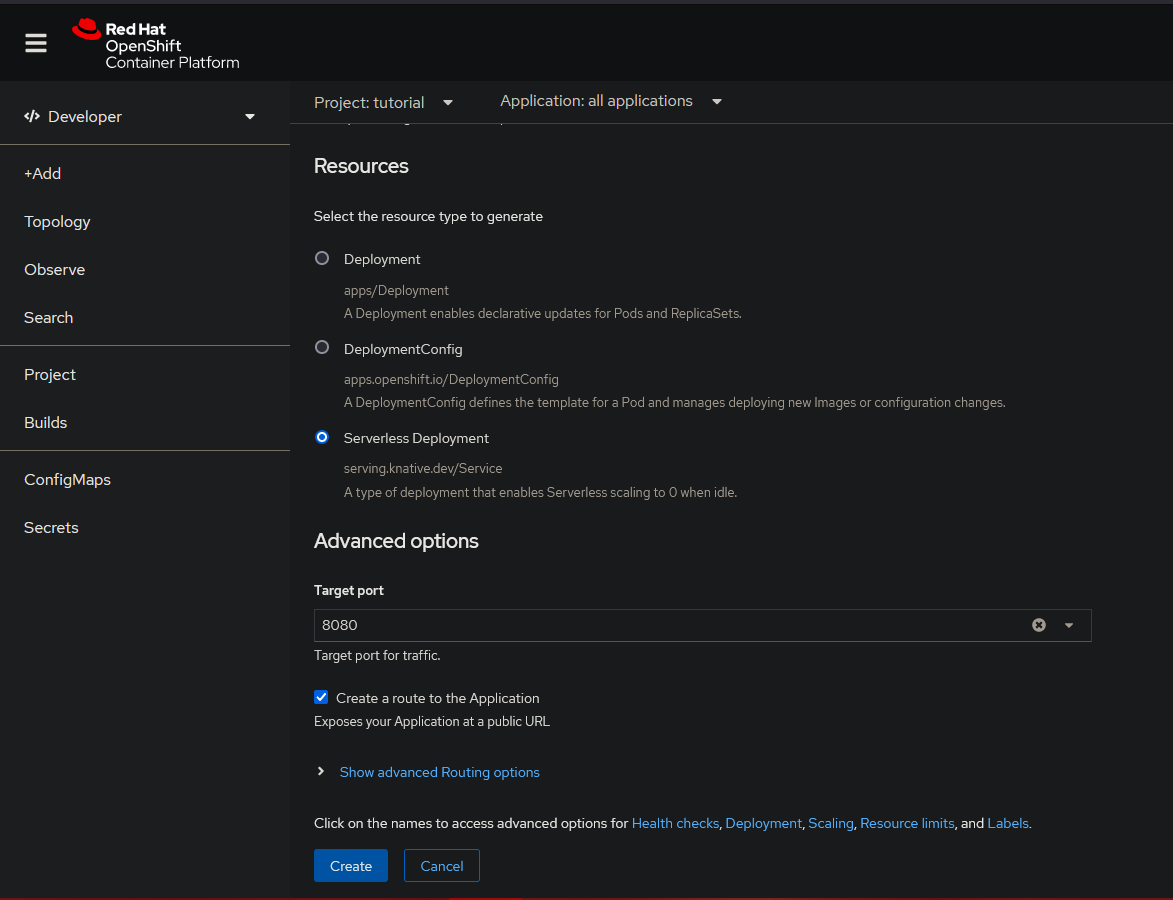 Red Hat
OpenShift
Container Platform
Developer
+Add
Topology
Observe
Search
Project
Builds
ConfigMaps
Secrets
Project: tutorial
Application: all applications
Resources
Select the resource type to generate
Deployment
apps/Deployment
A Deployment enables declarative updates for Pods and ReplicaSets.
DeploymentConfig
apps.openshift.io/DeploymentConfig
A DeploymentConfig defines the template for a Pod and manages deploying new Images or configuration changes.
Serverless Deployment
serving.knative.dev/Service
A type of deployment that enables Serverless scaling to 0 when idle.
Advanced options
Target port
8080
Target port for traffic.
Create a route to the Application
Exposes your Application at a public URL
Show advanced Routing options
Click on the names to access advanced options for Health checks, Deployment, Scaling, Resource limits, and Labels.
Create
Cancel